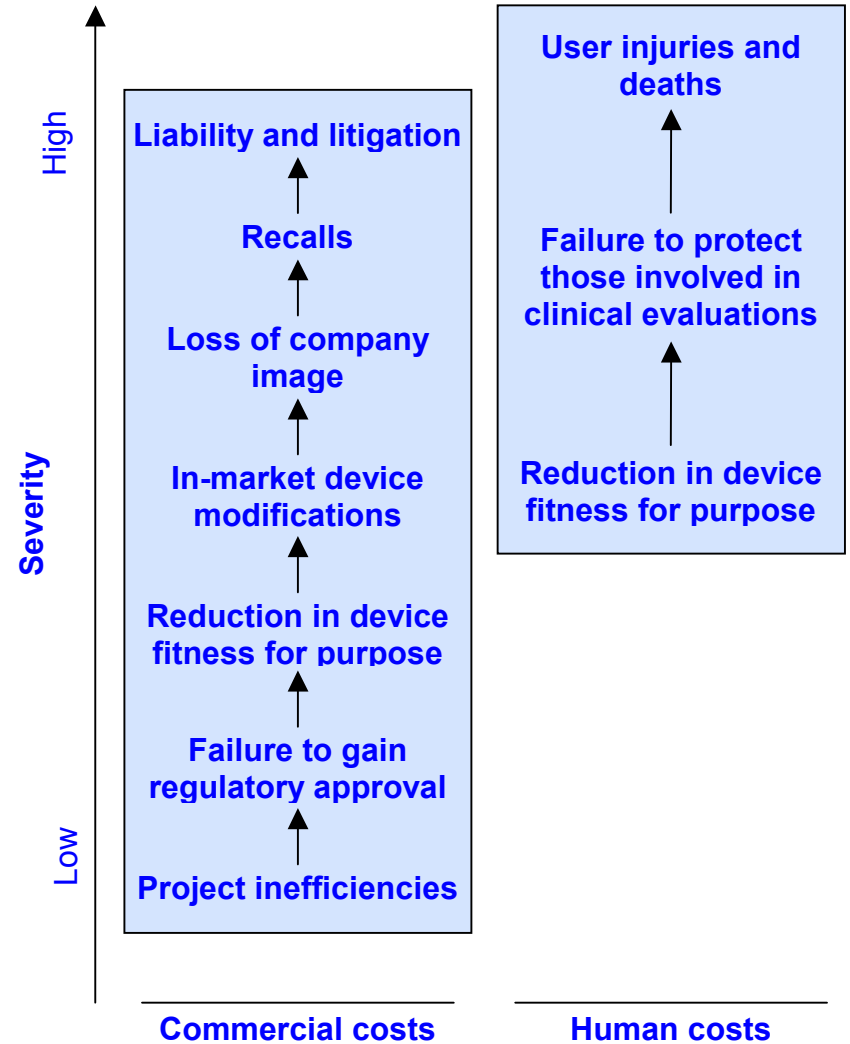 High
Severity
Low
Liability and litigation
Recalls
Loss of company
image
In-market device
modifications
Reduction in device
fitness for purpose
Failure to gain
regulatory approval
Project inefficiencies
Commercial costs
User injuries and
deaths
Failure to protect
those involved in
clinical evaluations
Reduction in device
fitness for purpose
Human costs